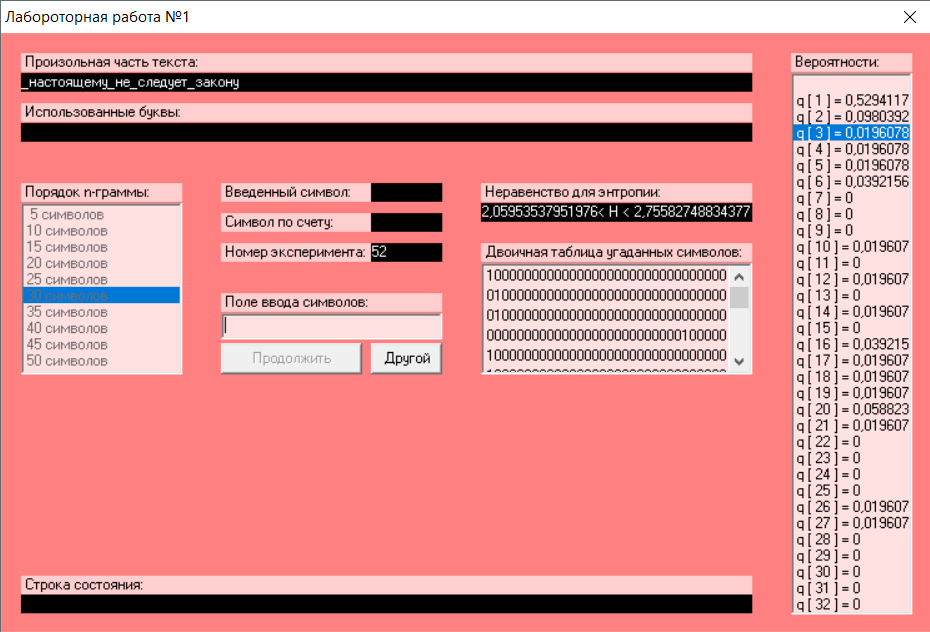 Лабороторная работа №1
Произольная часть текста:
_настоящему_не_следует_закону
Использованные буквы:
Порядок n-граммы:
5 символов
10 символов
15 символов
20 символов
25 символов
30 символов
35 символов
40 символов
45 символов
50 символов
Введенный символ:
Символ по счету:
Номер эксперимента: 52
Поле ввода символов:
Продолжить
Другой
Неравенство для энтропии:
2,05953537951976< H < 2,75582748834377
Двоичная таблица угаданных символов:
10000000000000000000000000000000
01000000000000000000000000000000
01000000000000000000000000000000
00000000000000000000000000100000
10000000000000000000000000000000
Строка состояния:
Вероятности:
q [ 1 ] = 0,5294117
q [ 2 ] = 0,0980392
q [ 3 ] = 0,0196078
q [ 4 ] = 0,0196078
q [ 5 ] = 0,0196078
q [ 6 ] = 0,0392156
q [ 7 ] = 0
q [ 8 ] = 0
q [ 9 ] = 0
q [ 10 ] = 0,019607
q [ 11 ] = 0
q [ 12 ] = 0,019607
q [ 13 ] = 0
q [ 14 ] = 0,019607
q [ 15 ] = 0
q [ 16 ] = 0,039215
q [ 17 ] = 0,019607
q [ 18 ] = 0,019607
q [ 19 ] = 0,019607
q [ 20 ] = 0,058823
q [ 21 ] = 0,019607
q [ 22 ] = 0
q [ 23 ] = 0
q [ 24 ] = 0
q [ 25 ] = 0
q [ 26 ] = 0,019607
q [ 27 ] = 0,019607
q [ 28 ] = 0
q [ 29 ] = 0
q [ 30 ] = 0
q [ 31 ] = 0
q [ 32 ] = 0